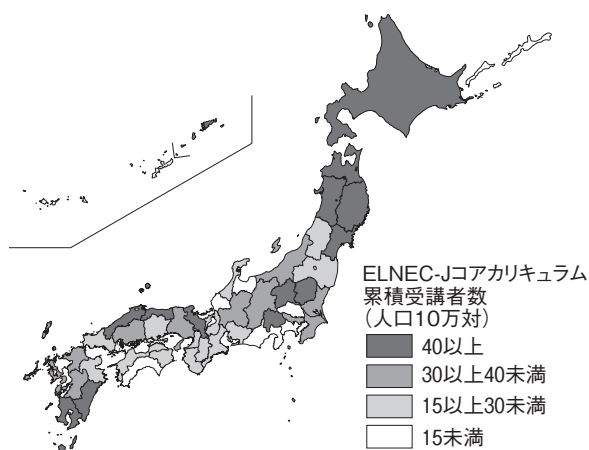 ELNEC-Jコアカリキュラム
累積受講者数
(人口10万対)
40以上
30以上40未満
15以上30未満
15未満